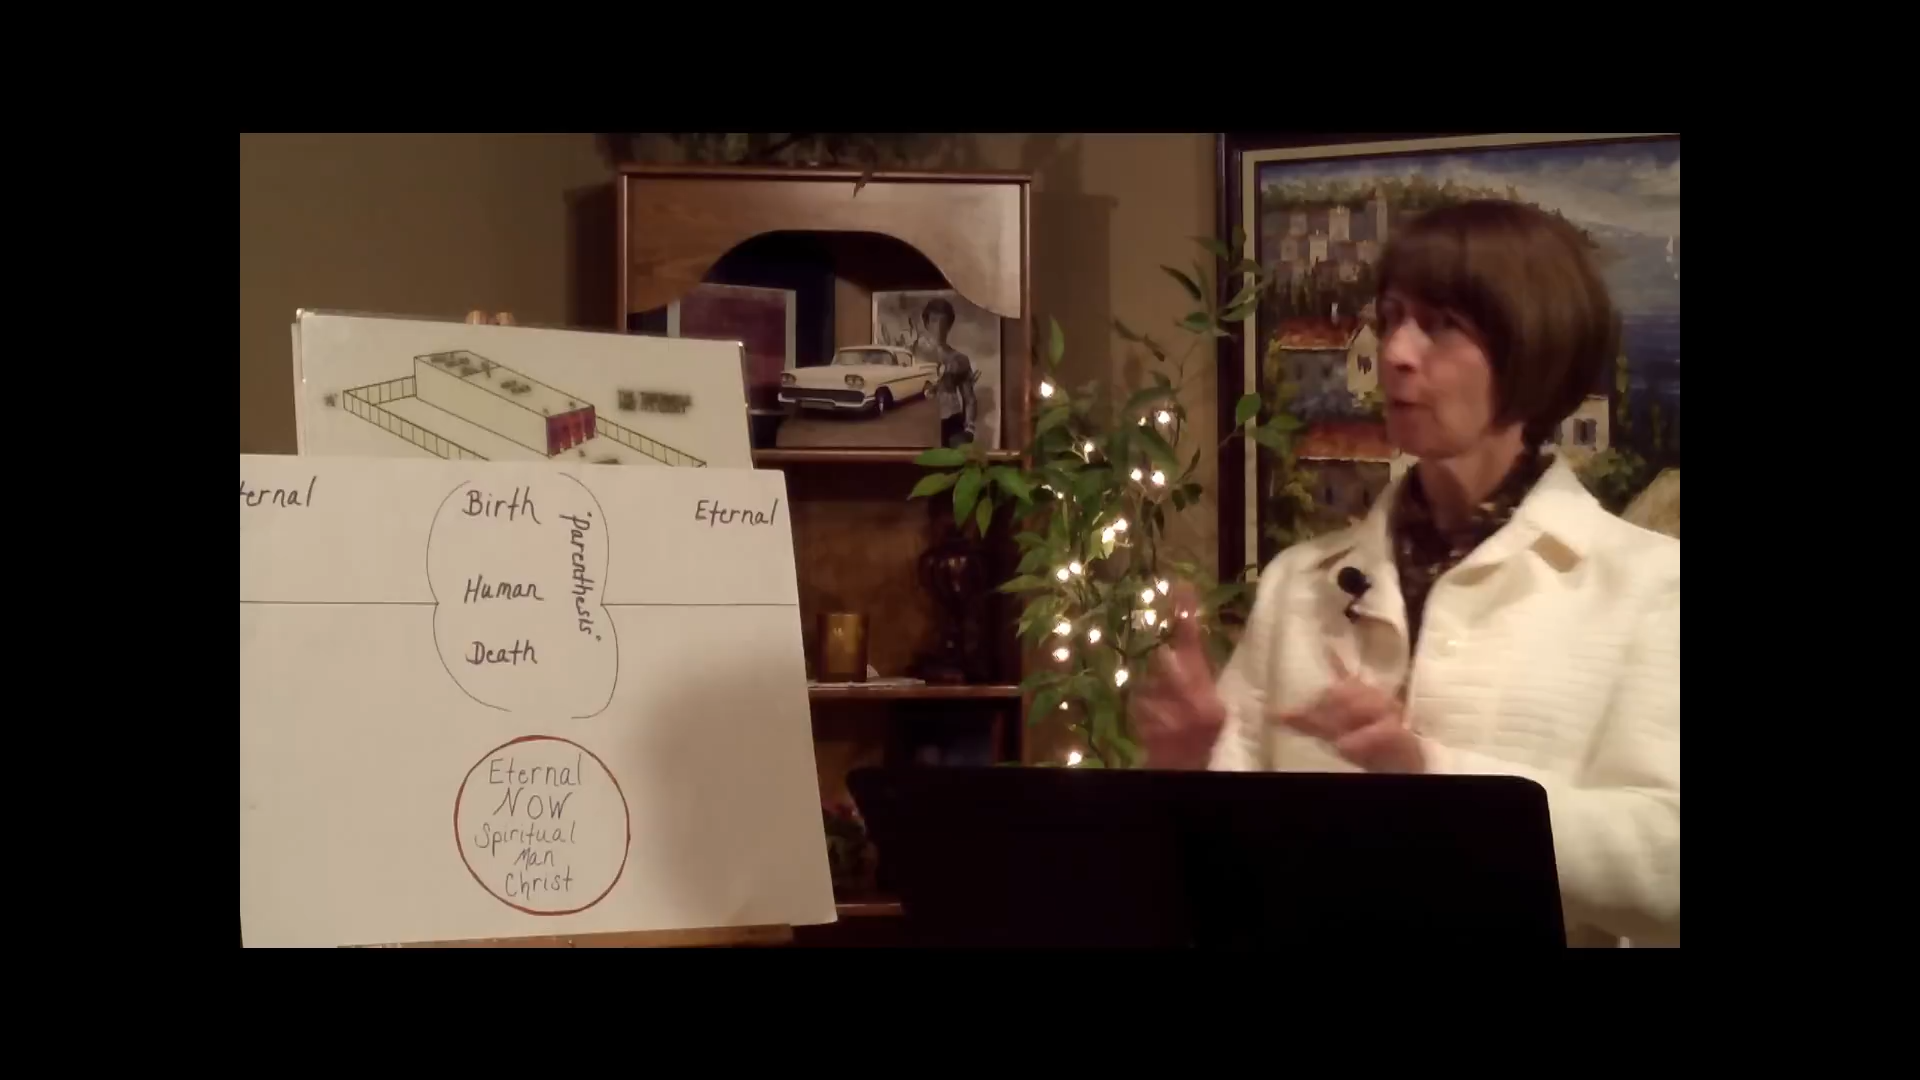 ternal
Birth
"Parenthesis"
Eternal
Human
Death
Eternal
NOW
Spiritual
Man
Christ